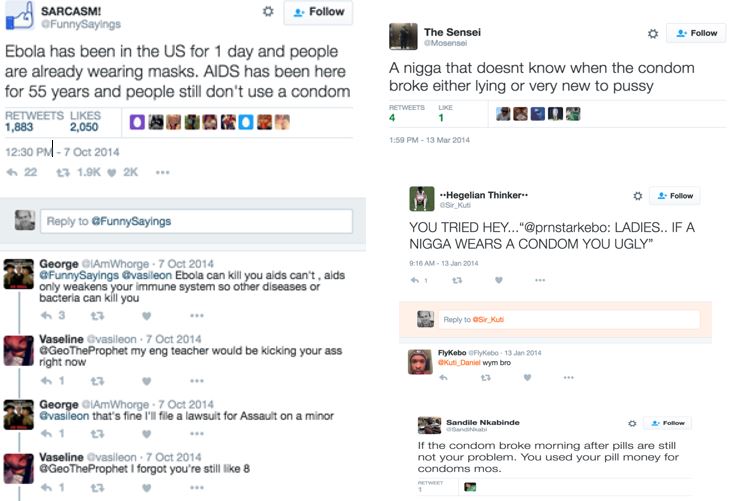 SARCASM!
@FunnySayings
Follow
Ebola has been in the US for 1 day and people
are already wearing masks. AIDS has been here
for 55 years and people still don't use a condom
RETWEETS LIKES
1,883 2,050
12:30 PM - 7 Oct 2014
22 1.9K 2K
Reply to @FunnySayings
George @iAmWhorge · 7 Oct 2014
@FunnySayings @vasileon Ebola can kill you aids can't , aids
only weakens your immune system so other diseases or
bacteria can kill you
3
Vaseline @vasileon · 7 Oct 2014
@GeoTheProphet my eng teacher would be kicking your ass
right now
1
George @iAmWhorge · 7 Oct 2014
@vasileon that's fine I'll file a lawsuit for Assault on a minor
1
Vaseline @vasileon · 7 Oct 2014
@GeoTheProphet I forgot you're still like 8
1
The Sensei
@Mosensei
Follow
A nigga that doesnt know when the condom
broke either lying or very new to pussy
RETWEETS LIKE
4 1
1:59 PM - 13 Mar 2014
··Hegelian Thinker··
@Sir_Kuti
Follow
YOU TRIED HEY..."@prnstarkebo: LADIES.. IF A
NIGGA WEARS A CONDOM YOU UGLY"
9:16 AM - 13 Jan 2014
1
Reply to @Sir_Kuti
FlyKebo @FlyKebo · 13 Jan 2014
@Kuti_Daniel wym bro
Sandile Nkabinde
@SandiNkabi
Follow
If the condom broke morning after pills are still
not your problem. You used your pill money for
condoms mos.
RETWEET
1